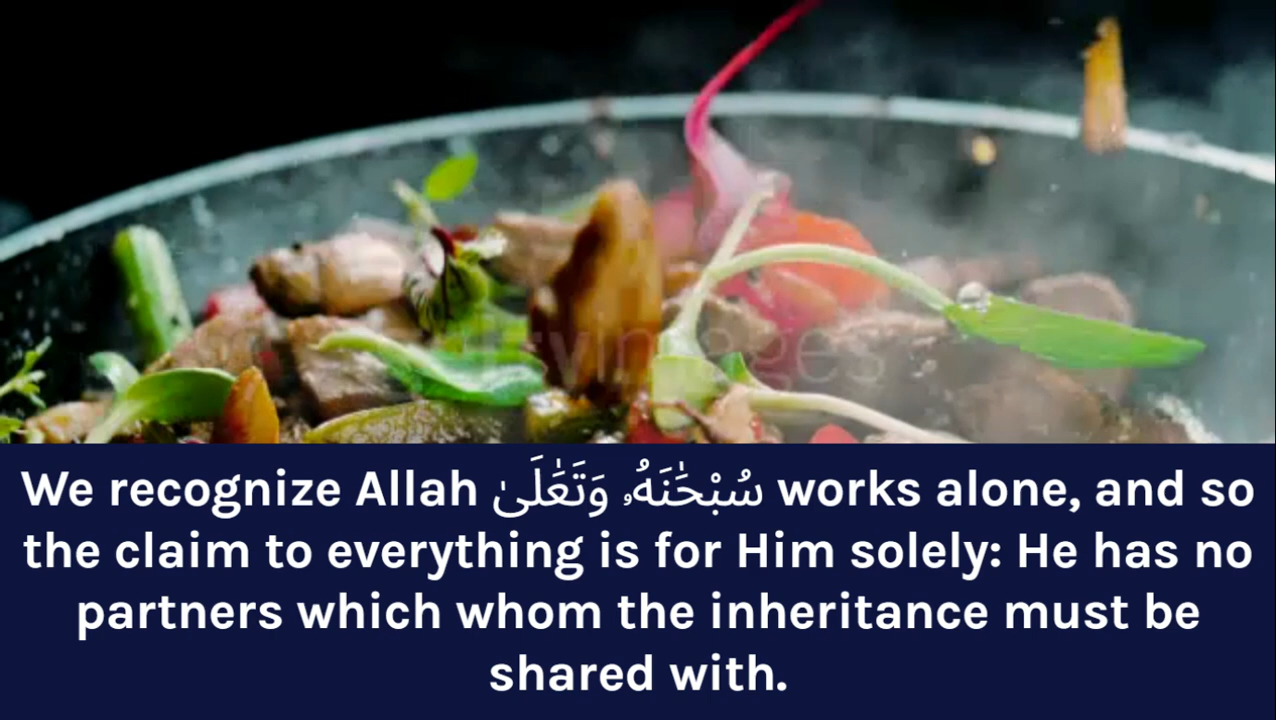 We recognize Allah سُبْحَٰنَهُۥ وَتَعَٰلَىٰ works alone, and so
the claim to everything is for Him solely: He has no
partners which whom the inheritance must be
shared with.